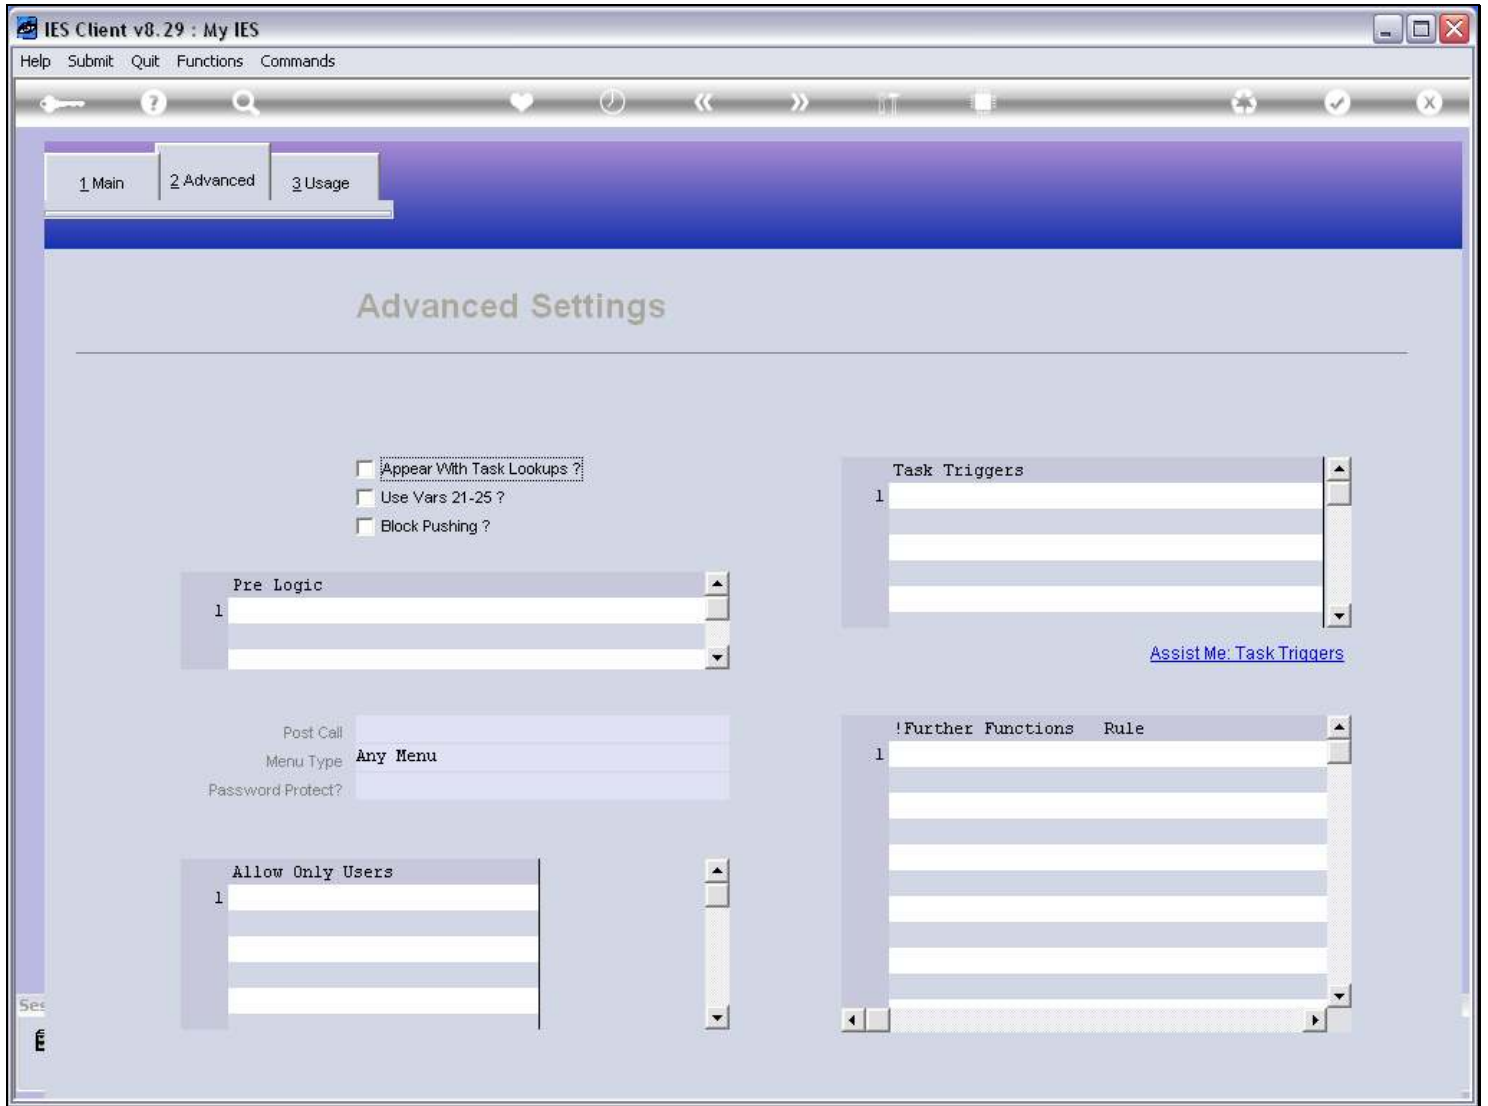 IES Client v8.29 : My IES
Help Submit Quit Functions Commands
1 Main
2 Advanced
3 Usage
Advanced Settings
Appear With Task Lookups ?
Use Vars 21-25 ?
Block Pushing ?
Pre Logic
1
Post Call
Menu Type Any Menu
Password Protect?
Allow Only Users
1
Task Triggers
1
Assist Me: Task Triggers
!Further Functions Rule
1
Ses